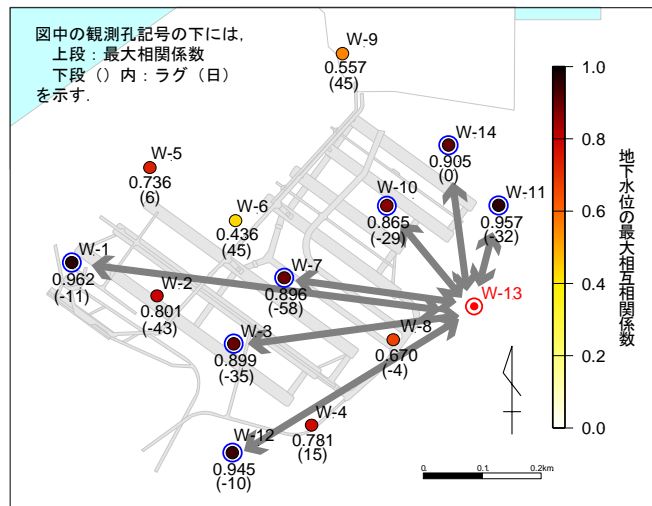 図中の観測孔記号の下には，
上段：最大相関係数
下段（）内：ラグ（日）
を示す．
W-9
0.557
(45)
W-14
0.905
(0)
W-5
0.736
(6)
W-10
0.865
(-29)
W-11
0.957
(-32)
W-6
0.436
(45)
W-1
0.962
(-11)
W-7
0.896
(-58)
W-2
0.801
(-43)
W-13
W-3
0.899
(-35)
W-8
0.670
(-4)
W-4
0.781
(15)
W-12
0.945
(-10)
0.0 0.1 0.2km
1.0
0.8
0.6
0.4
0.2
0.0
地下水位の最大相互相関係数